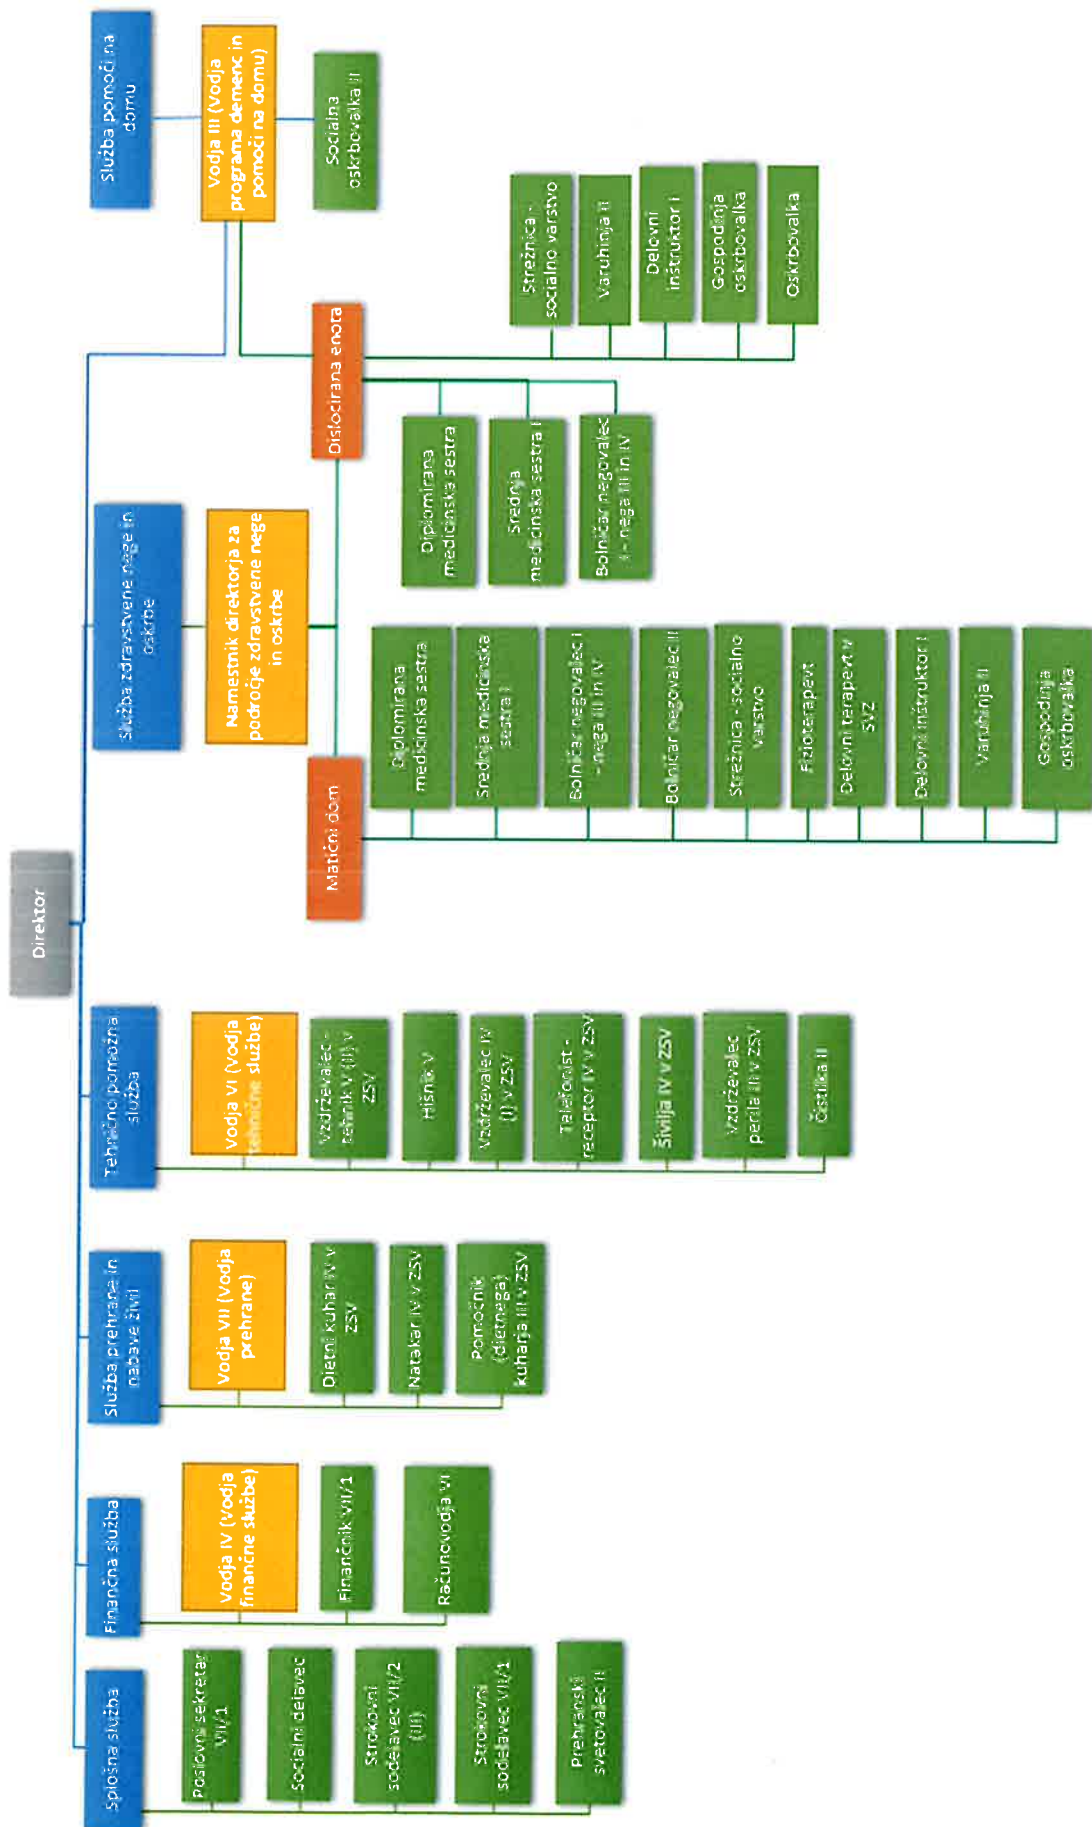 Direktor
Splošna služba
Poslovni sekretar
VII/1
Socialni delavec
Strokovni
sodelavec VII/2
(III)
Strokovni
sodelavec VII/1
Prehranski
svetovalec II
Finančna služba
Vodja IV (Vodja
finančne službe)
Finančnik VII/1
Računovodja VI
Služba prehrane in
nabave živil
Vodja VII (Vodja
prehrane)
Dietni kuhar IV v
ZSV
Natakar IV v ZSV
Pomočnik
(dietnega)
kuharja III v ZSV
Tehnično pomožna
služba
Vodja VI (Vodja
tehnične službe)
Vzdrževalec -
tehnik V (II) v
ZSV
Hišnik V
Vzdrževalec IV
(I) v ZSV
Telefonist -
receptor IV v ZSV
Šivilja IV v ZSV
Vzdrževalec
perila III v ZSV
Čistilka II
Služba zdravstvene nege in
oskrbe
Namestnik direktorja za
področje zdravstvene nege
in oskrbe
Matični dom
Diplomirana
medicinska sestra
Srednja medicinska
sestra I
Bolničar negovalec I
- nega III in IV
Bolničar negovalec II
Strežnica - socialno
varstvo
Fizioterapevt
Delovni terapevt v
SVZ
Delovni inštruktor I
Varuhinja II
Gospodinja
oskrbovalka
Dislocirana enota
Diplomirana
medicinska sestra
Srednja
medicinska sestra I
Bolničar negovalec
I - nega III in IV
Strežnica -
socialno varstvo
Varuhinja II
Delovni
inštruktor I
Gospodinja
oskrbovalka
Oskrbovalka
Služba pomoči na
domu
Vodja III (Vodja
programa demenc in
pomoči na domu)
Socialna
oskrbovalka II